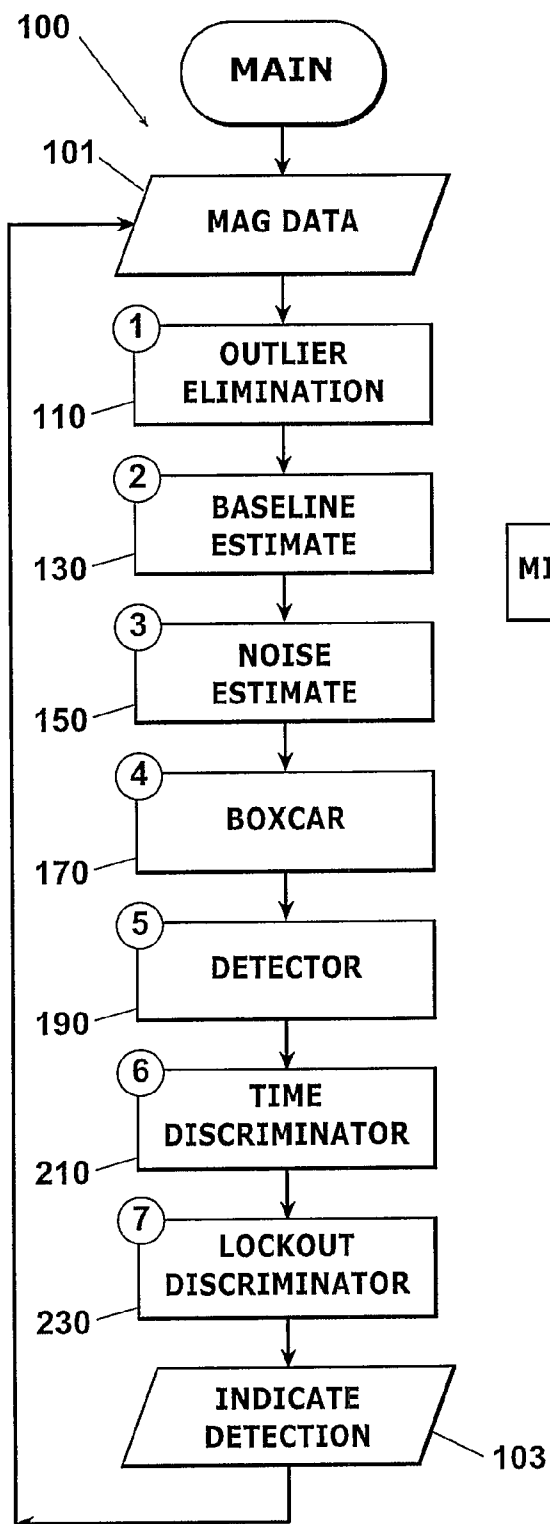 100
MAIN
101
MAG DATA
1
OUTLIER
ELIMINATION
110
2
BASELINE
ESTIMATE
130
MI
3
NOISE
ESTIMATE
150
4
BOXCAR
170
5
DETECTOR
190
6
TIME
DISCRIMINATOR
210
7
LOCKOUT
DISCRIMINATOR
230
INDICATE
DETECTION
103